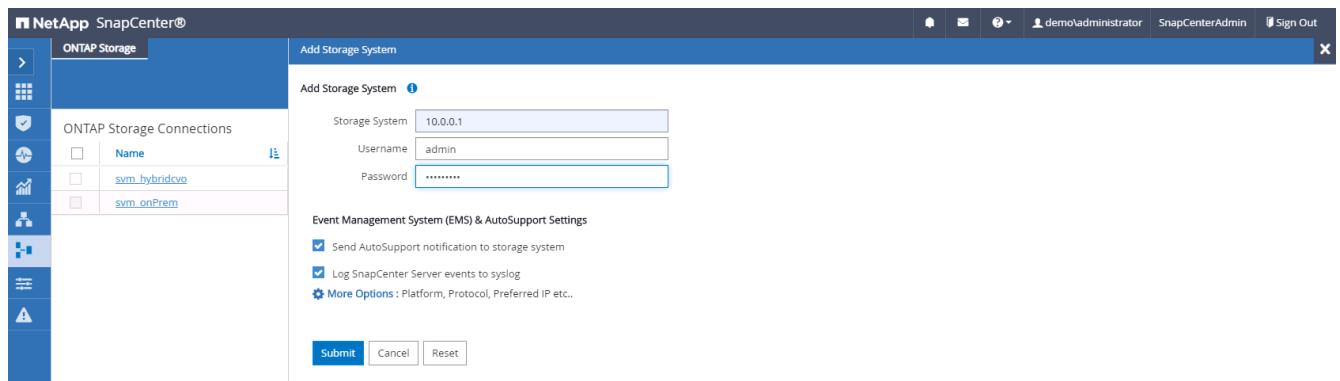 NetApp SnapCenter®
demo\administrator SnapCenterAdmin Sign Out
ONTAP Storage
Add Storage System
Add Storage System
Storage System 10.0.0.1
Username admin
Password •••••••••
ONTAP Storage Connections
Name
svm_hybridcvo
svm_onPrem
Event Management System (EMS) & AutoSupport Settings
Send AutoSupport notification to storage system
Log SnapCenter Server events to syslog
More Options : Platform, Protocol, Preferred IP etc..
Submit Cancel Reset